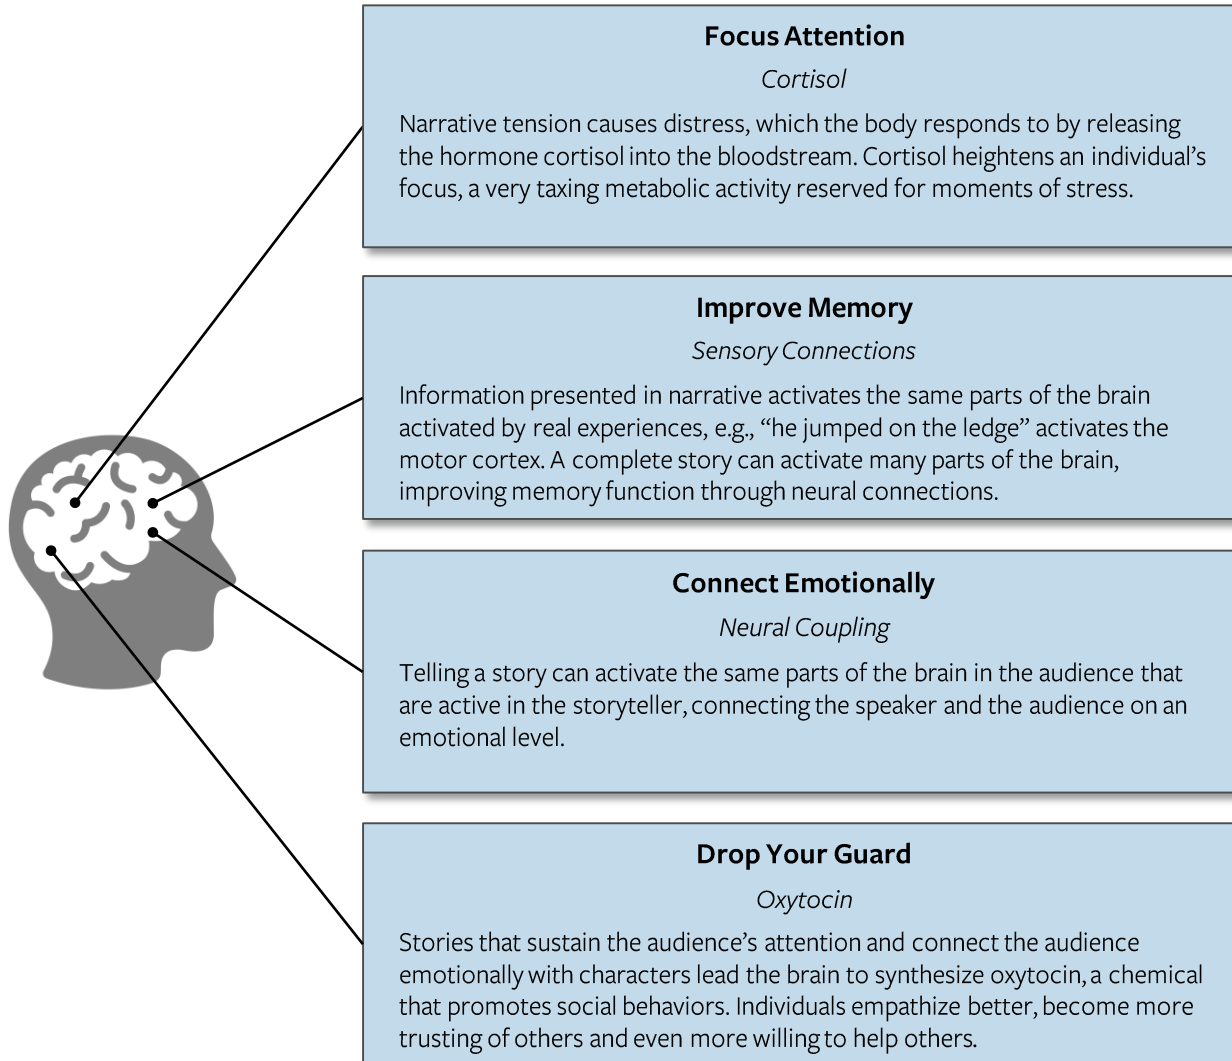 Focus Attention
Cortisol
Narrative tension causes distress, which the body responds to by releasing
the hormone cortisol into the bloodstream. Cortisol heightens an individual’s
focus, a very taxing metabolic activity reserved for moments of stress.
Improve Memory
Sensory Connections
Information presented in narrative activates the same parts of the brain
activated by real experiences, e.g., “he jumped on the ledge” activates the
motor cortex. A complete story can activate many parts of the brain,
improving memory function through neural connections.
Connect Emotionally
Neural Coupling
Telling a story can activate the same parts of the brain in the audience that
are active in the storyteller, connecting the speaker and the audience on an
emotional level.
Drop Your Guard
Oxytocin
Stories that sustain the audience’s attention and connect the audience
emotionally with characters lead the brain to synthesize oxytocin, a chemical
that promotes social behaviors. Individuals empathize better, become more
trusting of others and even more willing to help others.